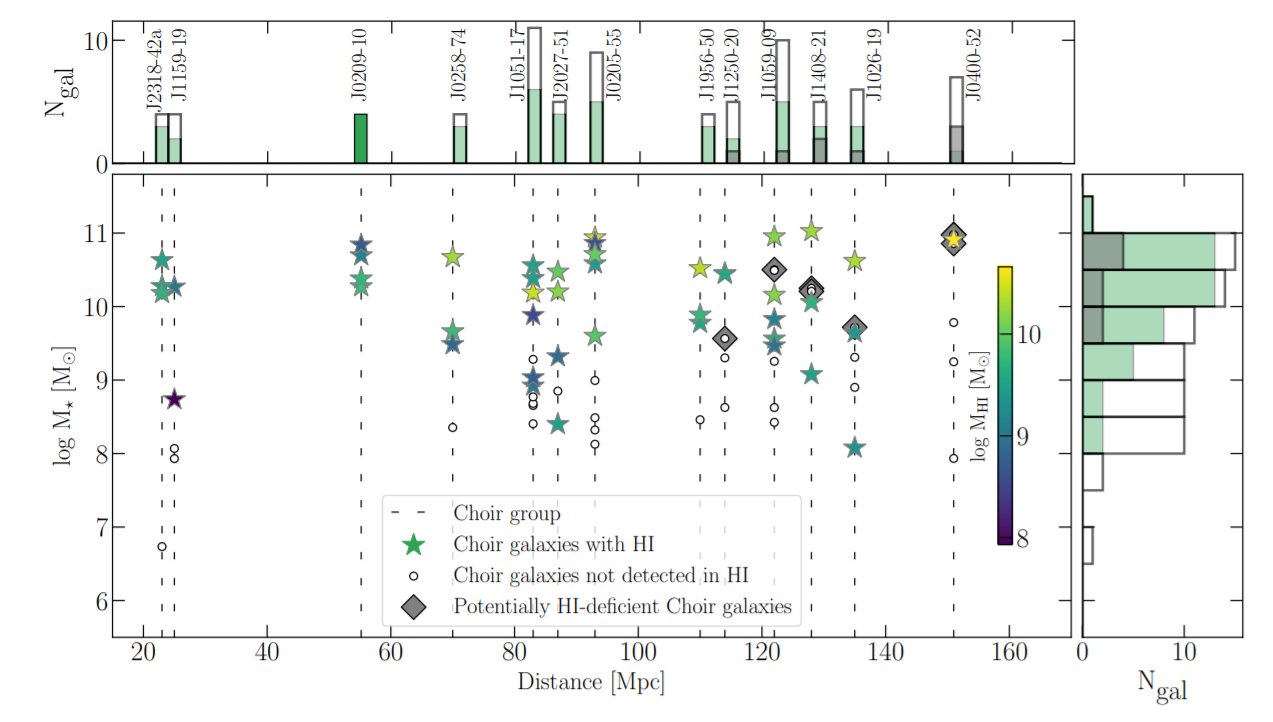 10
0
N_gal
J2318-42a
J1159-19
J0209-10
J0258-74
J1051-17
J2027-51
J0205-55
J1956-50
J1250-20
J1059-09
J1408-21
J1026-19
J0400-52
11
10
9
8
7
6
log M⋆ [M⊙]
Choir group
Choir galaxies with HI
Choir galaxies not detected in HI
Potentially HI-deficient Choir galaxies
log M_HI [M⊙]
10
9
8
20 40 60 80 100 120 140 160
Distance [Mpc]
0 10
N_gal